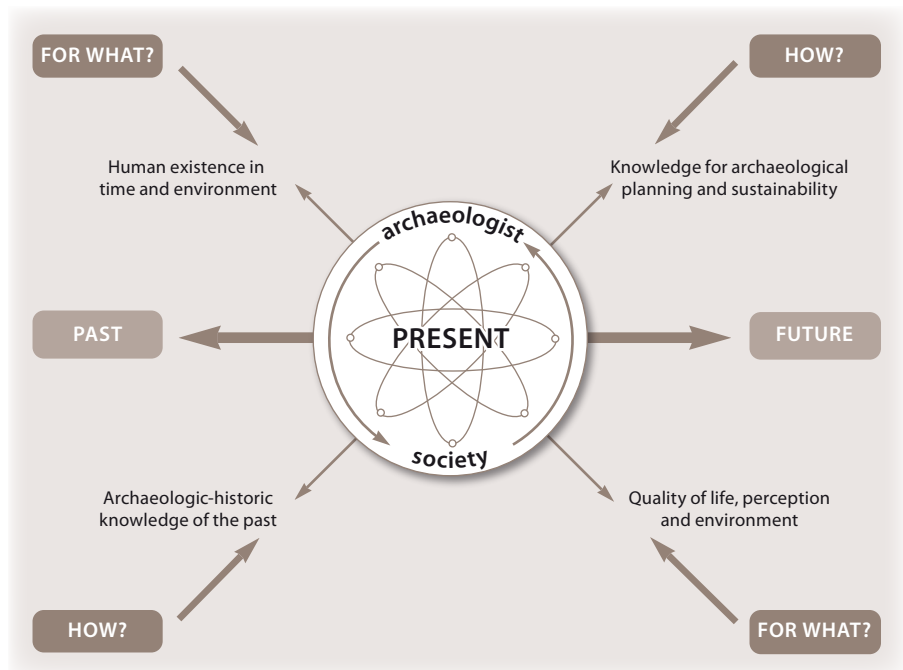 FOR WHAT?
HOW?
Human existence in
time and environment
Knowledge for archaeological
planning and sustainability
archaeologist
PAST
PRESENT
FUTURE
society
Archaeologic-historic
knowledge of the past
Quality of life, perception
and environment
HOW?
FOR WHAT?